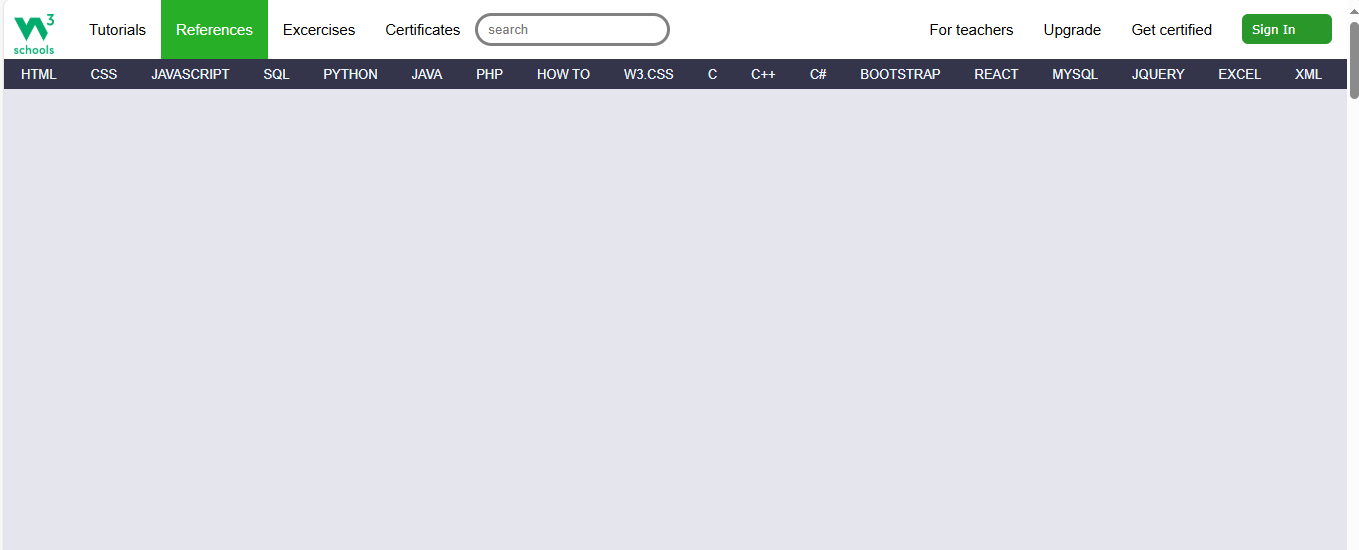 W3 schools Tutorials References Excercises Certificates search For teachers Upgrade Get certified Sign In
HTML CSS JAVASCRIPT SQL PYTHON JAVA PHP HOW TO W3.CSS C C++ C# BOOTSTRAP REACT MYSQL JQUERY EXCEL XML